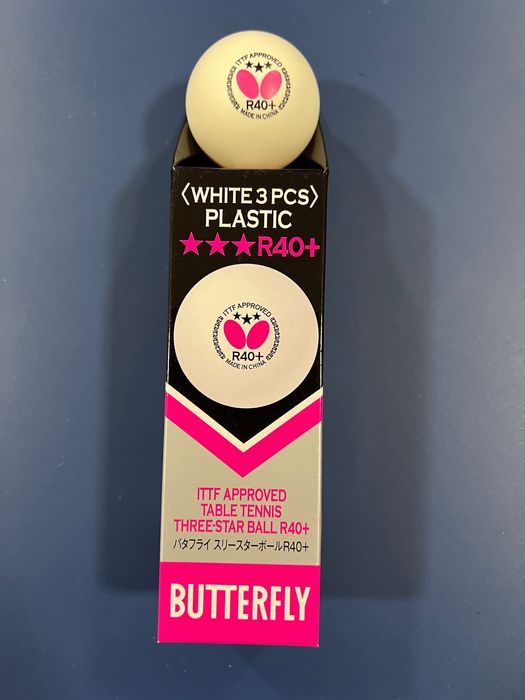 ITTF APPROVED
★★★
R40+
MADE IN CHINA
〈WHITE 3 PCS〉
PLASTIC
★★★R40+
ITTF APPROVED
★★★
R40+
MADE IN CHINA
ITTF APPROVED
TABLE TENNIS
THREE-STAR BALL R40+
バタフライ スリースターボールR40+
BUTTERFLY